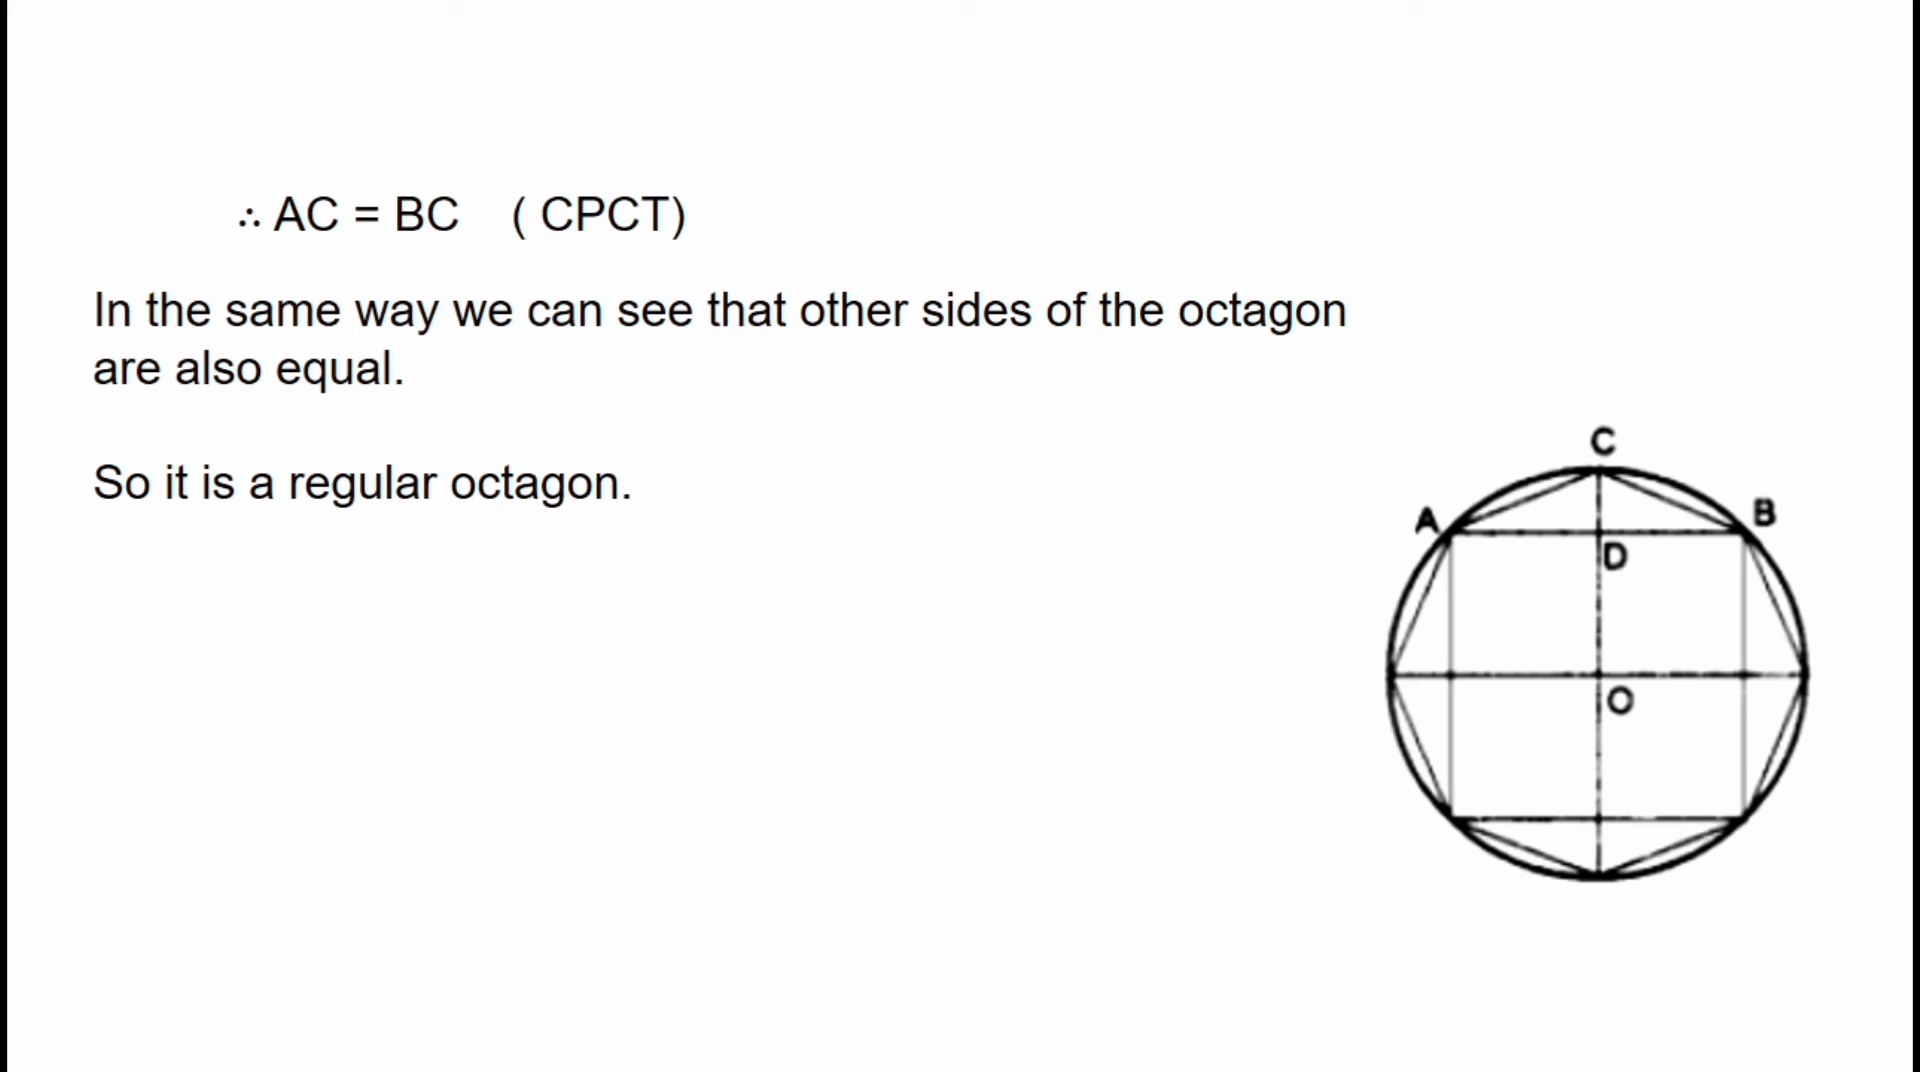 ∴ AC = BC ( CPCT)
In the same way we can see that other sides of the octagon
are also equal.
So it is a regular octagon.
C
A
B
D
O